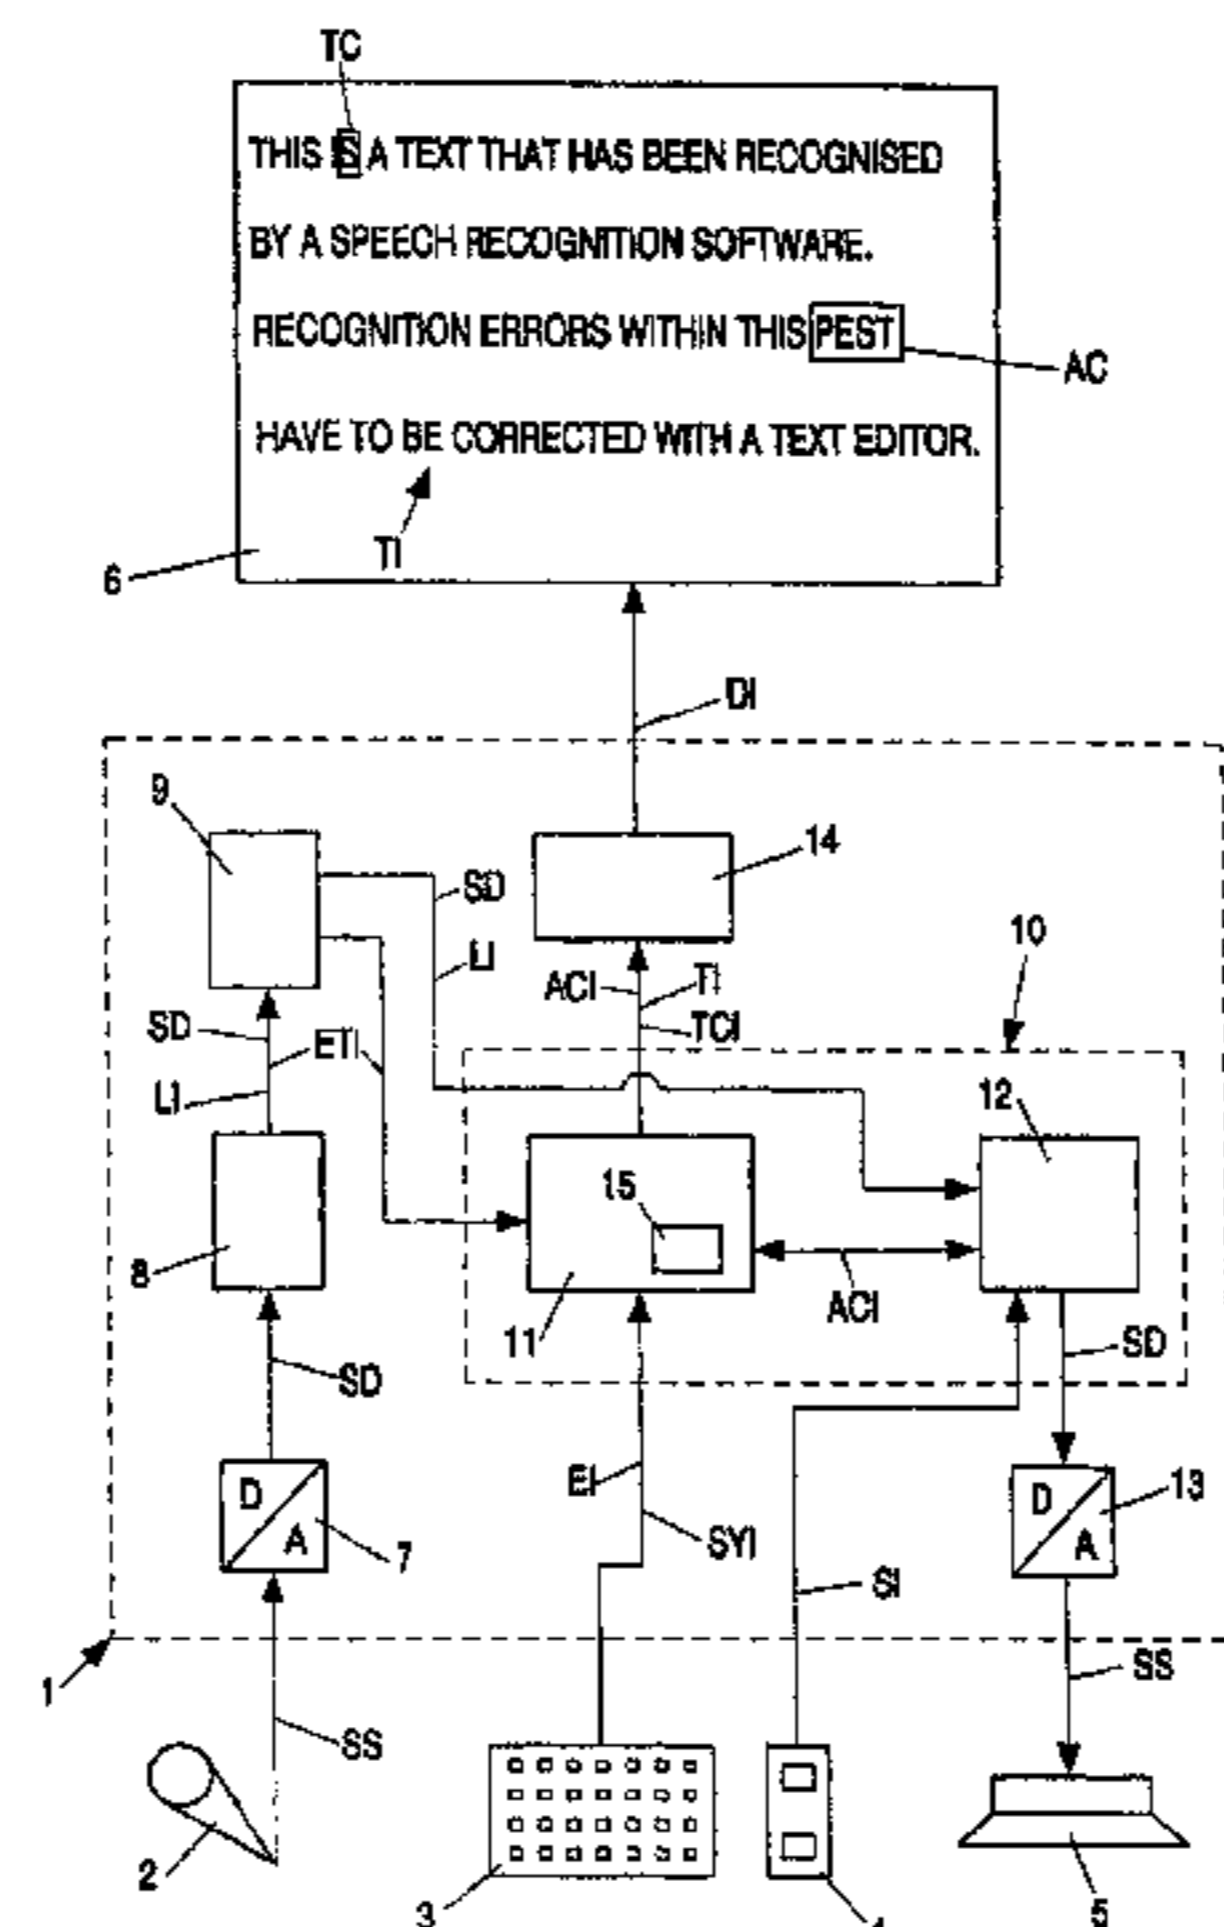 TC
THIS IS A TEXT THAT HAS BEEN RECOGNISED
BY A SPEECH RECOGNITION SOFTWARE.
RECOGNITION ERRORS WITHIN THIS PEST
AC
HAVE TO BE CORRECTED WITH A TEXT EDITOR.
TI
6
DI
9
14
SD
10
LI
ACI
TI
SD
ETI
TCI
LI
12
15
8
ACI
11
SD
SD
D
A
7
EI
SYI
D
A
13
SI
1
SS
SS
2
3
5